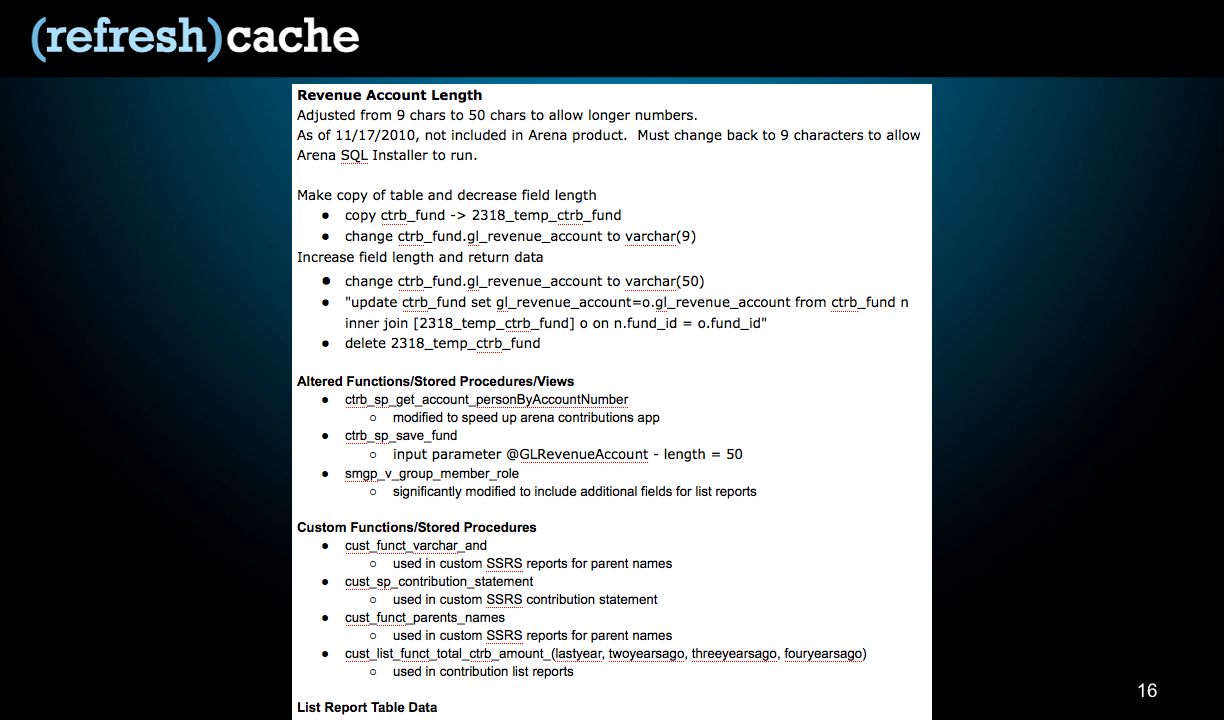 (refresh)cache
Revenue Account Length
Adjusted from 9 chars to 50 chars to allow longer numbers.
As of 11/17/2010, not included in Arena product.  Must change back to 9 characters to allow
Arena SQL Installer to run.
Make copy of table and decrease field length
● copy ctrb_fund -> 2318_temp_ctrb_fund
● change ctrb_fund.gl_revenue_account to varchar(9)
Increase field length and return data
● change ctrb_fund.gl_revenue_account to varchar(50)
● "update ctrb_fund set gl_revenue_account=o.gl_revenue_account from ctrb_fund n
inner join [2318_temp_ctrb_fund] o on n.fund_id = o.fund_id"
● delete 2318_temp_ctrb_fund
Altered Functions/Stored Procedures/Views
● ctrb_sp_get_account_personByAccountNumber
○ modified to speed up arena contributions app
● ctrb_sp_save_fund
○ input parameter @GLRevenueAccount - length = 50
● smgp_v_group_member_role
○ significantly modified to include additional fields for list reports
Custom Functions/Stored Procedures
● cust_funct_varchar_and
○ used in custom SSRS reports for parent names
● cust_sp_contribution_statement
○ used in custom SSRS contribution statement
● cust_funct_parents_names
○ used in custom SSRS reports for parent names
● cust_list_funct_total_ctrb_amount_(lastyear, twoyearsago, threeyearsago, fouryearsago)
○ used in contribution list reports
List Report Table Data
16